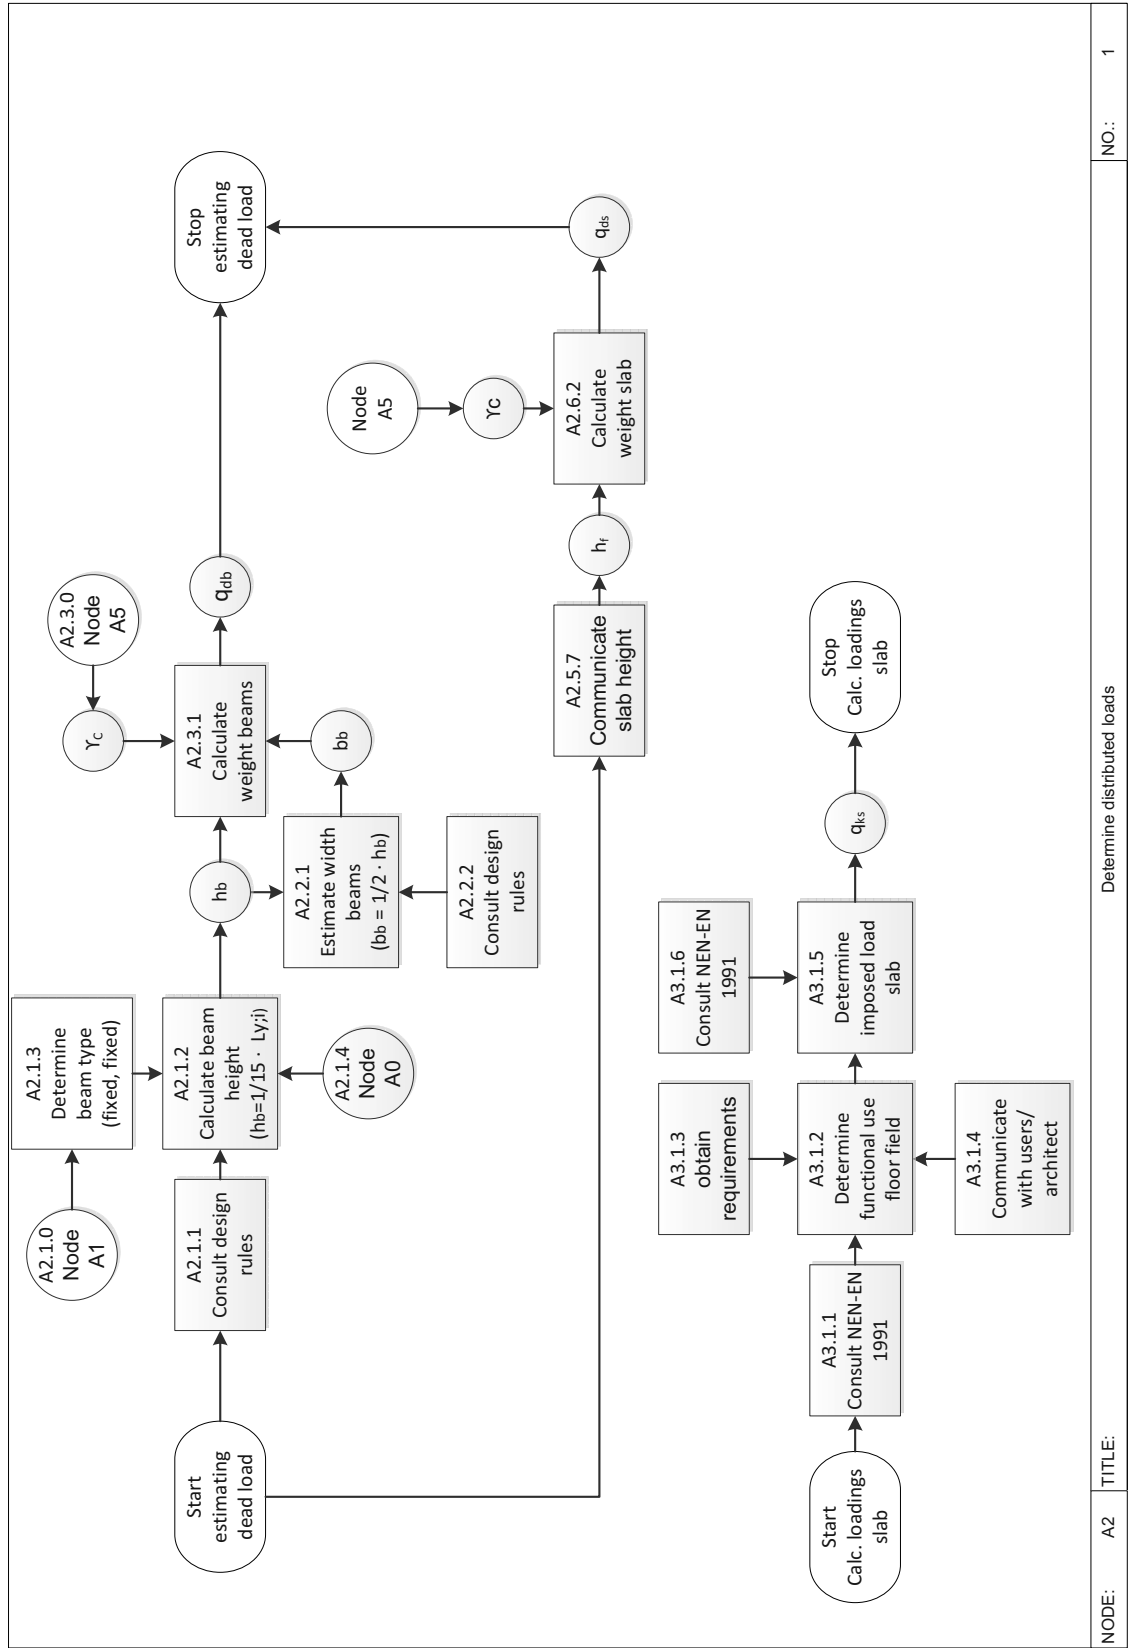 A2.1.0
Node
A1
A2.1.3
Determine
beam type
(fixed, fixed)
A2.3.0
Node
A5
ϒc
Start
estimating
dead load
A2.1.1
Consult design
rules
A2.1.2
Calculate beam
height
(hb=1/15 · Ly;i)
hb
A2.3.1
Calculate
weight beams
qdb
Stop
estimating
dead load
A2.1.4
Node
A0
A2.2.1
Estimate width
beams
(bb = 1/2 · hb)
bb
A2.2.2
Consult design
rules
Node
A5
ϒC
A2.5.7
Communicate
slab height
hf
A2.6.2
Calculate
weight slab
qds
A3.1.3
obtain
requirements
A3.1.6
Consult NEN-EN
1991
Start
Calc. loadings
slab
A3.1.1
Consult NEN-EN
1991
A3.1.2
Determine
functional use
floor field
A3.1.5
Determine
imposed load
slab
qks
Stop
Calc. loadings
slab
A3.1.4
Communicate
with users/
architect
NODE: A2 TITLE: Determine distributed loads NO.: 1